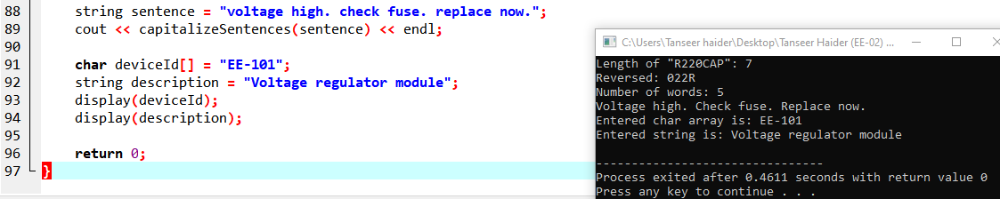 88 string sentence = "voltage high. check fuse. replace now.";
89 cout << capitalizeSentences(sentence) << endl;
90
91 char deviceId[] = "EE-101";
92 string description = "Voltage regulator module";
93 display(deviceId);
94 display(description);
95
96 return 0;
97 }
C:\Users\Tanseer haider\Desktop\Tanseer Haider (EE-02) ...
Length of "R220CAP": 7
Reversed: 022R
Number of words: 5
Voltage high. Check fuse. Replace now.
Entered char array is: EE-101
Entered string is: Voltage regulator module
--------------------------------
Process exited after 0.4611 seconds with return value 0
Press any key to continue . . .